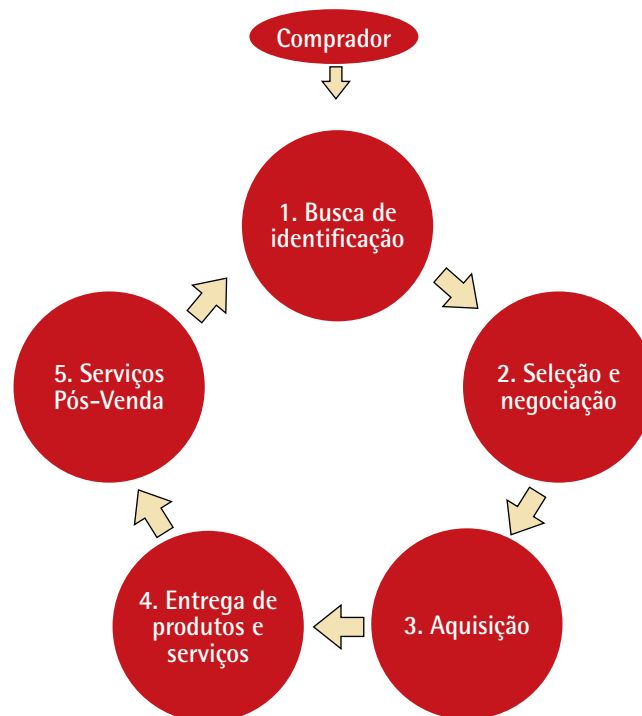 Comprador
1. Busca de
identificação
2. Seleção e
negociação
3. Aquisição
4. Entrega de
produtos e
serviços
5. Serviços
Pós-Venda